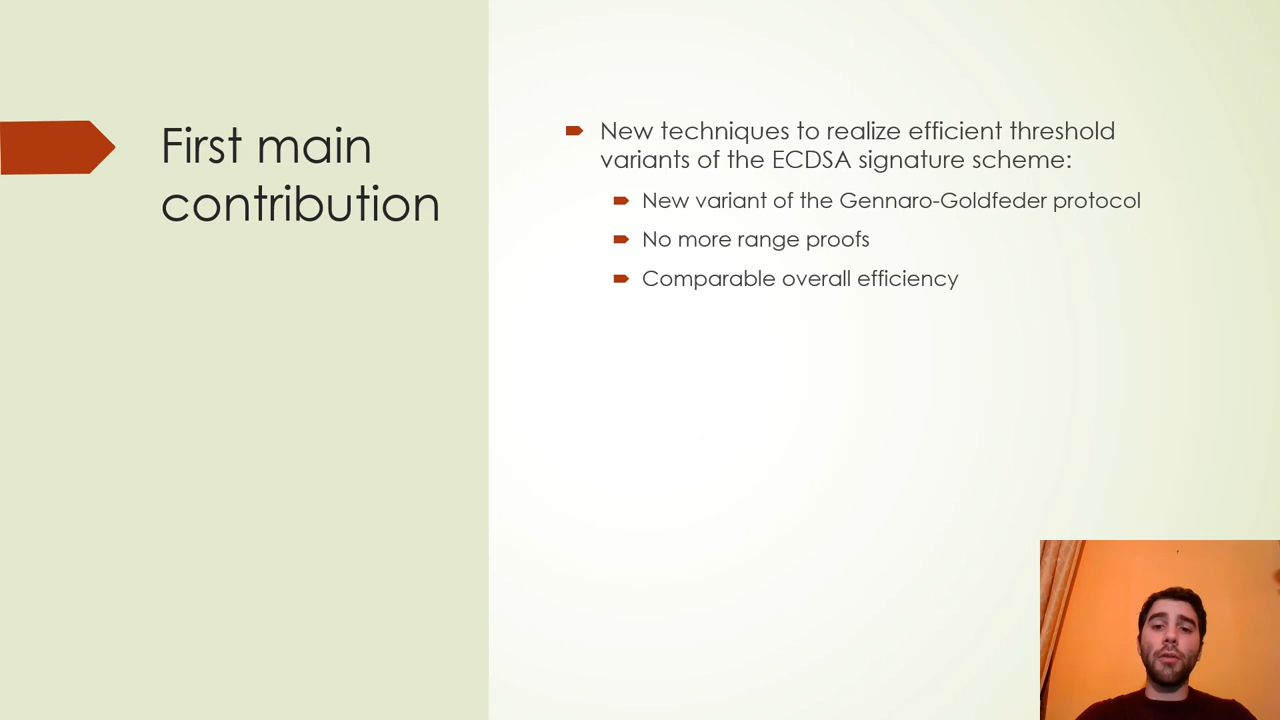 First main
contribution
New techniques to realize efficient threshold
variants of the ECDSA signature scheme:
New variant of the Gennaro-Goldfeder protocol
No more range proofs
Comparable overall efficiency